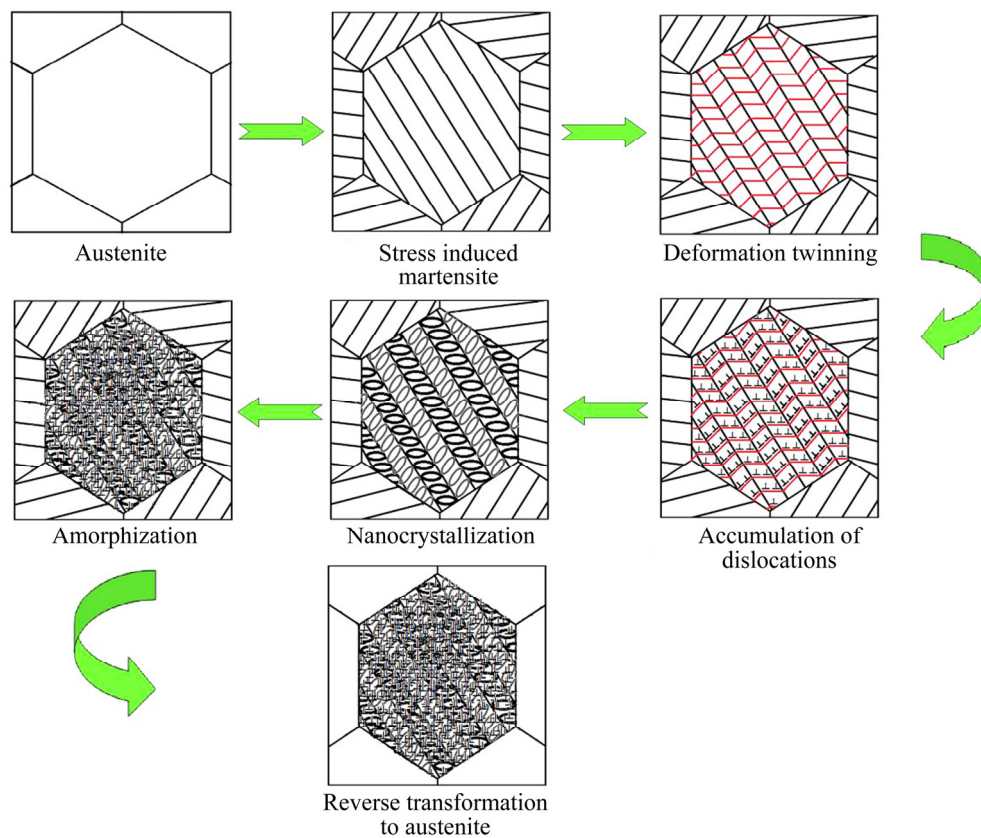 Austenite
Stress induced
martensite
Deformation twinning
Amorphization
Nanocrystallization
Accumulation of
dislocations
Reverse transformation
to austenite